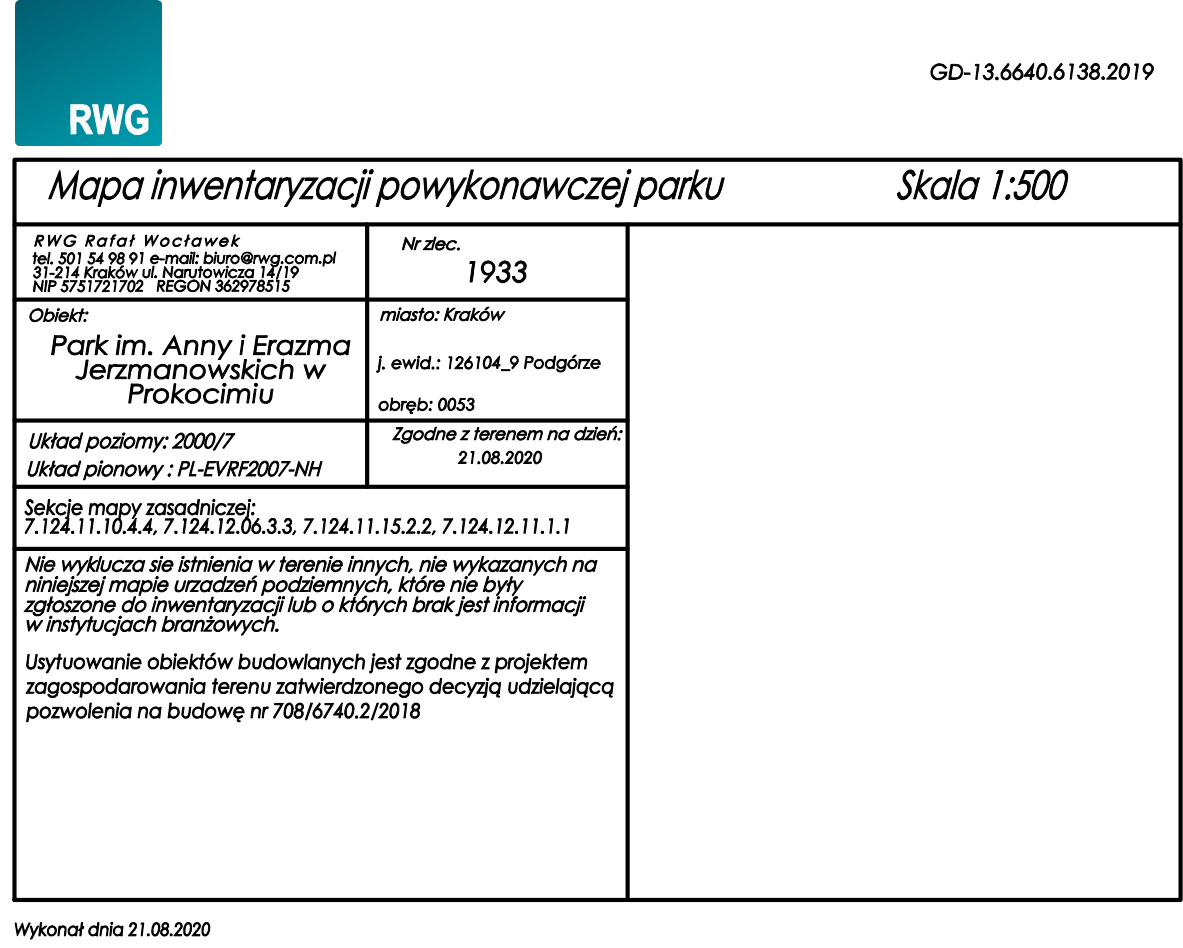 RWG
GD-13.6640.6138.2019
Mapa inwentaryzacji powykonawczej parku Skala 1:500
RWG Rafał Wocławek
tel. 501 54 98 91 e-mail: biuro@rwg.com.pl
31-214 Kraków ul. Narutowicza 14/19
NIP 5751721702 REGON 362978515
Nr zlec.
1933
Obiekt:
Park im. Anny i Erazma
Jerzmanowskich w
Prokocimiu
miasto: Kraków
j. ewid.: 126104_9 Podgórze
obręb: 0053
Układ poziomy: 2000/7
Układ pionowy : PL-EVRF2007-NH
Zgodne z terenem na dzień:
21.08.2020
Sekcje mapy zasadniczej:
7.124.11.10.4.4, 7.124.12.06.3.3, 7.124.11.15.2.2, 7.124.12.11.1.1
Nie wyklucza sie istnienia w terenie innych, nie wykazanych na
niniejszej mapie urzadzeń podziemnych, które nie były
zgłoszone do inwentaryzacji lub o których brak jest informacji
w instytucjach branżowych.
Usytuowanie obiektów budowlanych jest zgodne z projektem
zagospodarowania terenu zatwierdzonego decyzją udzielającą
pozwolenia na budowę nr 708/6740.2/2018
Wykonał dnia 21.08.2020